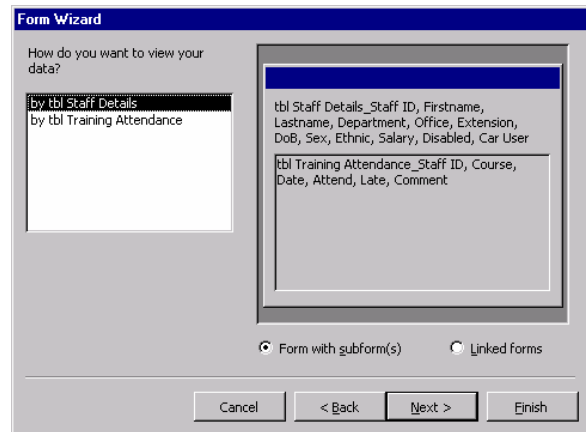 Form Wizard
How do you want to view your
data?
by tbl Staff Details
by tbl Training Attendance
tbl Staff Details_Staff ID, Firstname,
Lastname, Department, Office, Extension,
DoB, Sex, Ethnic, Salary, Disabled, Car User
tbl Training Attendance_Staff ID, Course,
Date, Attend, Late, Comment
Form with subform(s)
Linked forms
Cancel
< Back
Next >
Finish